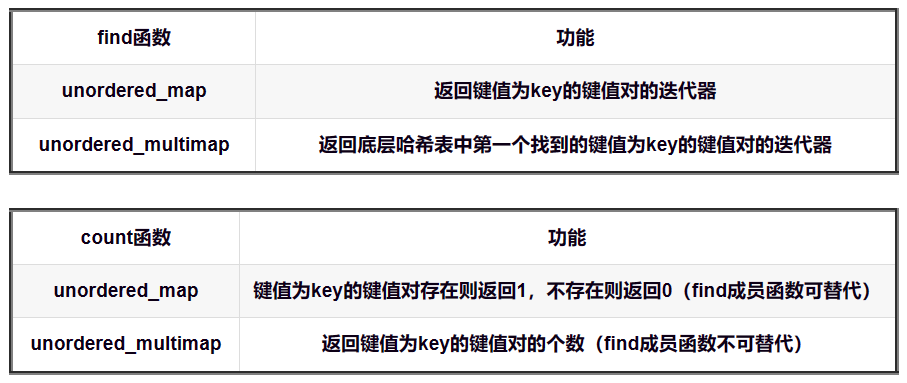 find函数 功能
unordered_map 返回键值为key的键值对的迭代器
unordered_multimap 返回底层哈希表中第一个找到的键值为key的键值对的迭代器
count函数 功能
unordered_map 键值为key的键值对存在则返回1，不存在则返回0（find成员函数可替代）
unordered_multimap 返回键值为key的键值对的个数（find成员函数不可替代）